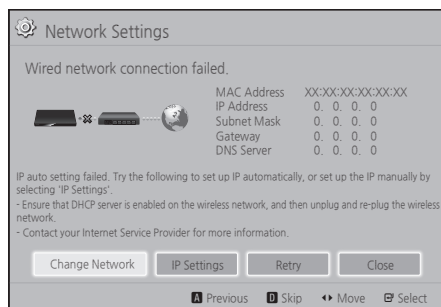 Network Settings
Wired network connection failed.
MAC Address XX:XX:XX:XX:XX:XX
IP Address 0. 0. 0. 0
Subnet Mask 0. 0. 0. 0
Gateway 0. 0. 0. 0
DNS Server 0. 0. 0. 0
IP auto setting failed. Try the following to set up IP automatically, or set up the IP manually by
selecting 'IP Settings'.
- Ensure that DHCP server is enabled on the wireless network, and then unplug and re-plug the wireless
network.
- Contact your Internet Service Provider for more information.
Change Network IP Settings Retry Close
A Previous D Skip Move Select